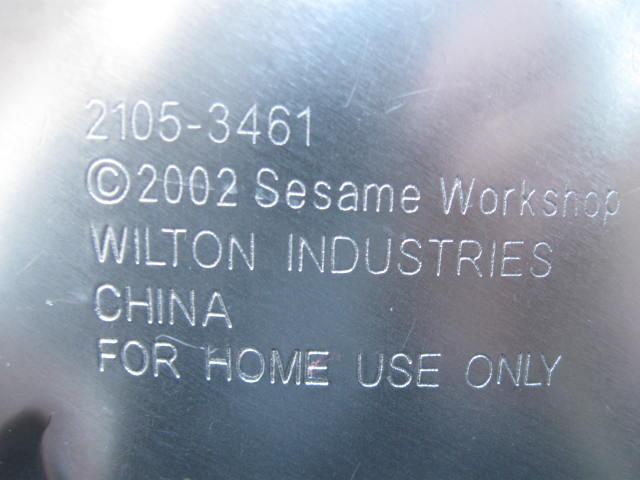 2105-3461
©2002 Sesame Workshop
WILTON INDUSTRIES
CHINA
FOR HOME USE ONLY